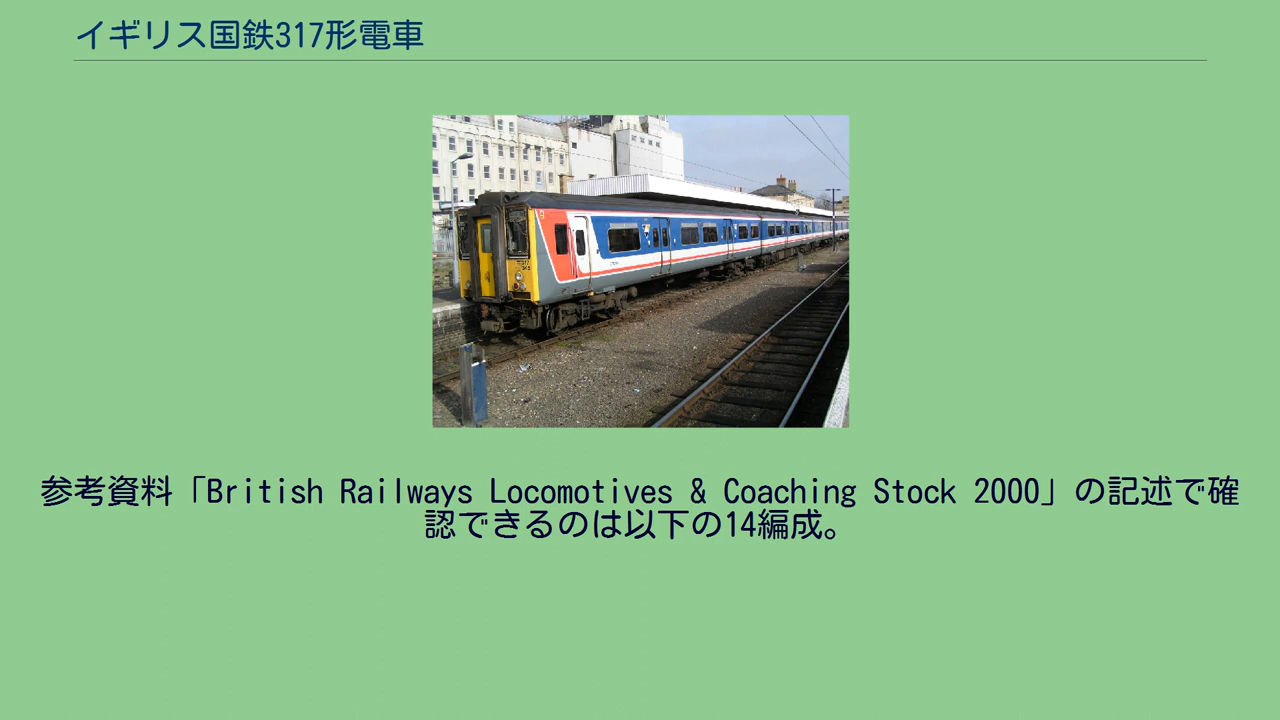 イギリス国鉄317形電車
参考資料「British Railways Locomotives & Coaching Stock 2000」の記述で確
認できるのは以下の14編成。